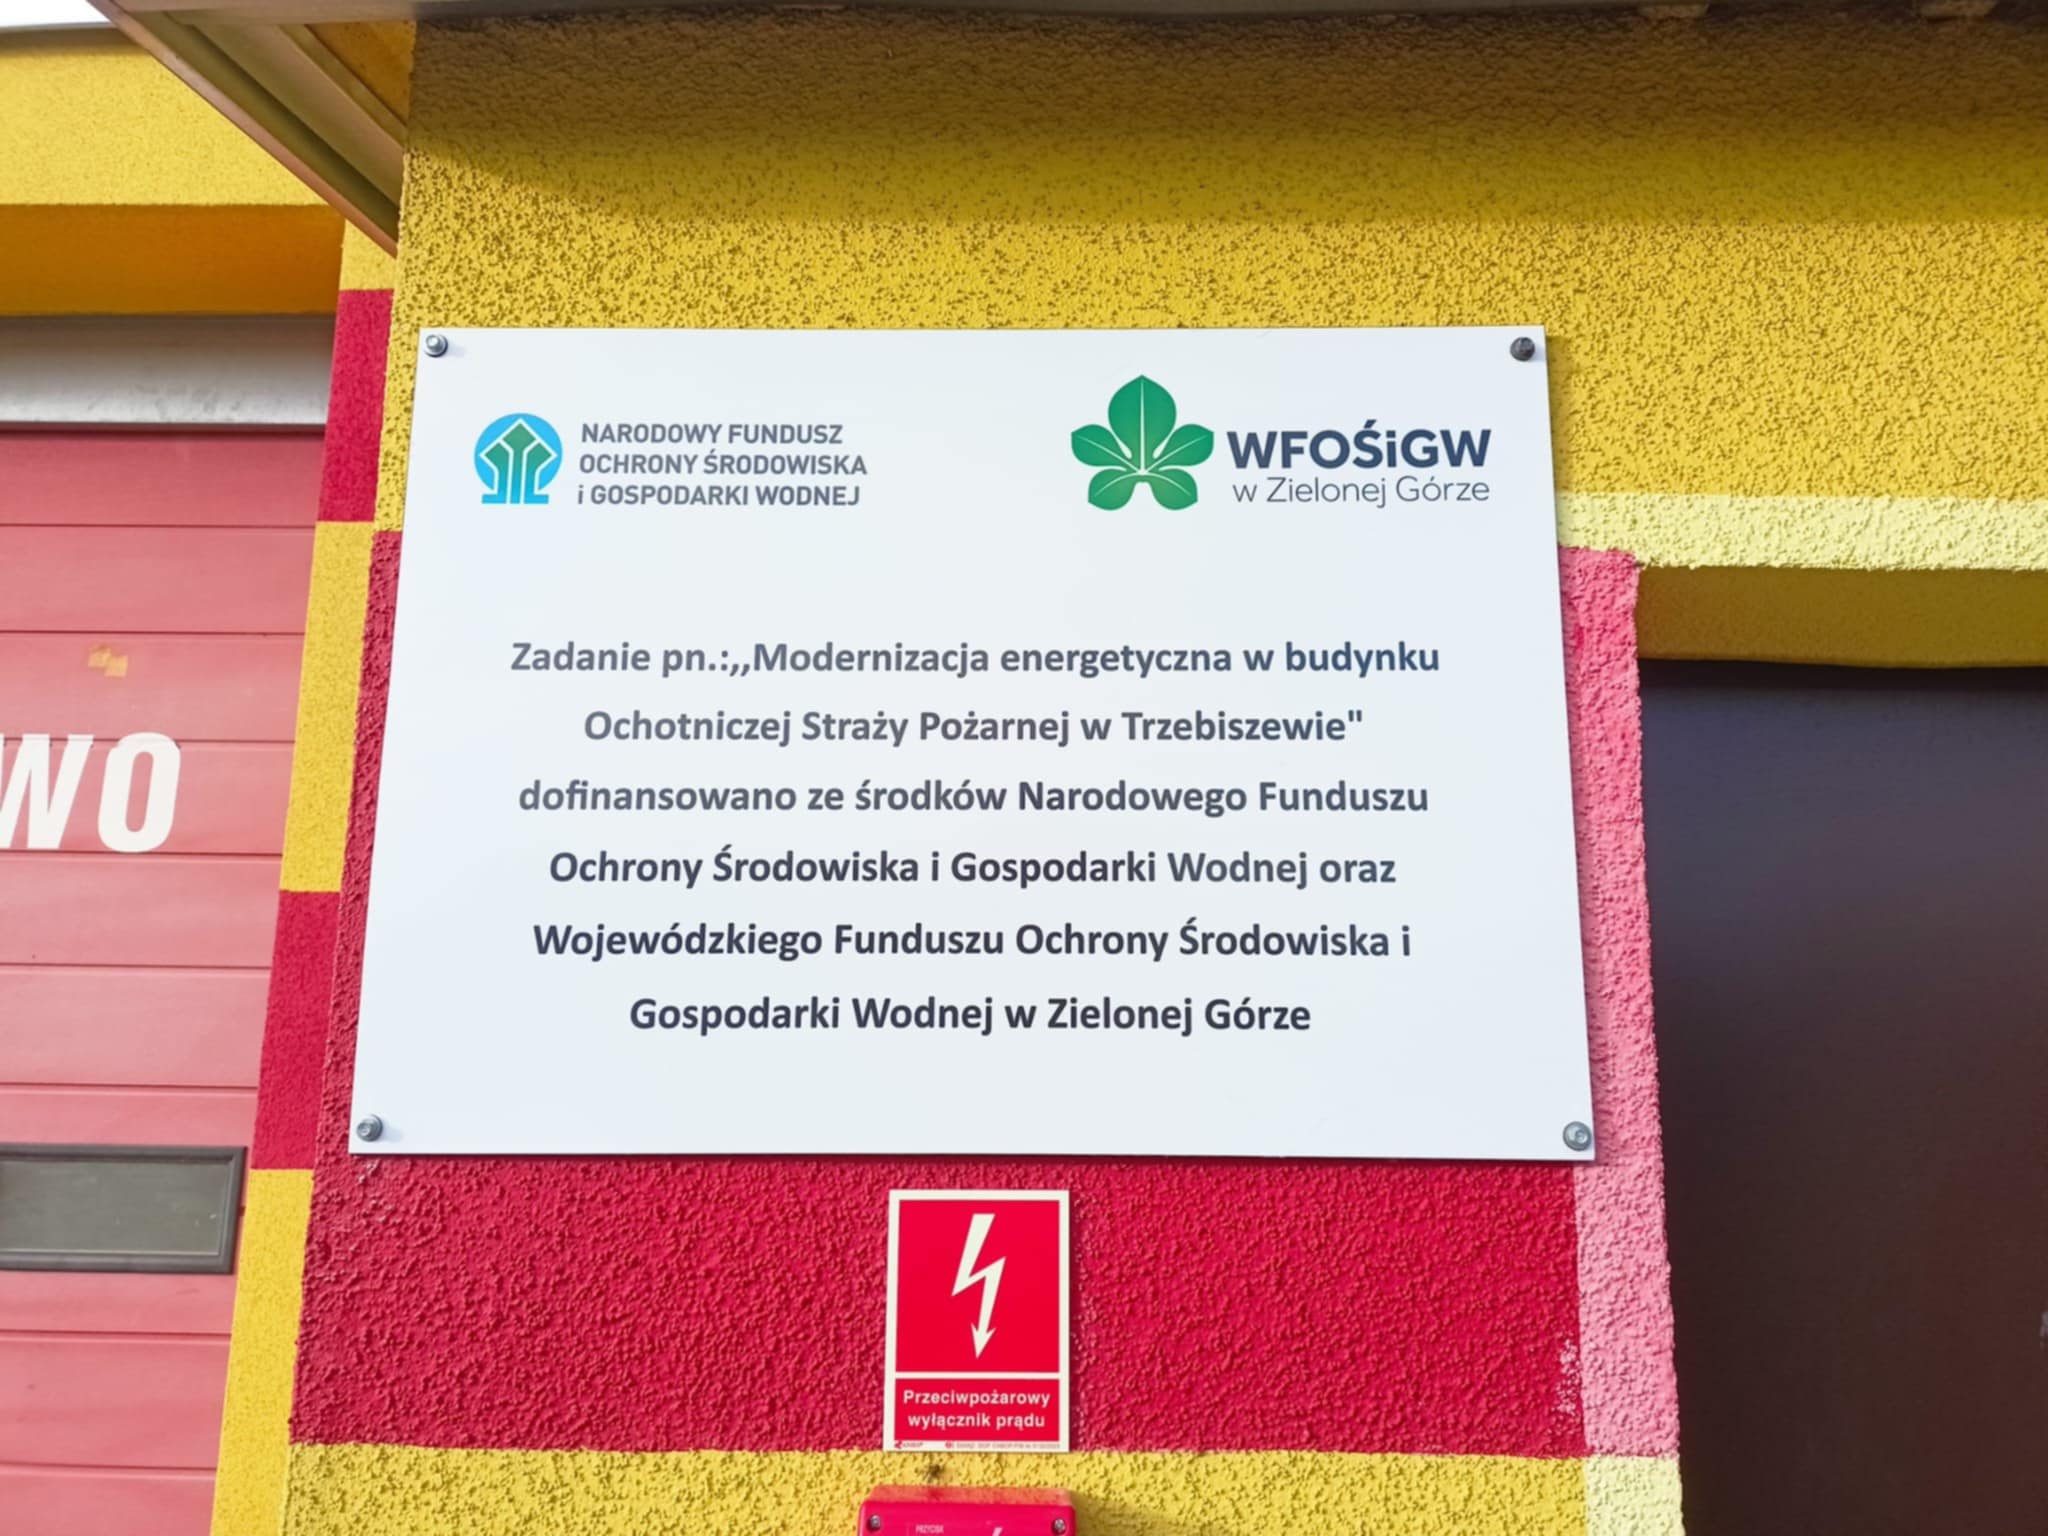 NARODOWY FUNDUSZ
OCHRONY ŚRODOWISKA
i GOSPODARKI WODNEJ
WFOŚiGW
w Zielonej Górze
Zadanie pn.:,,Modernizacja energetyczna w budynku
Ochotniczej Straży Pożarnej w Trzebiszewie"
dofinansowano ze środków Narodowego Funduszu
Ochrony Środowiska i Gospodarki Wodnej oraz
Wojewódzkiego Funduszu Ochrony Środowiska i
Gospodarki Wodnej w Zielonej Górze
WO
Przeciwpożarowy
wyłącznik prądu